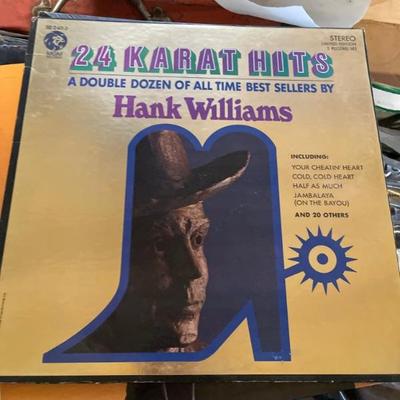 MGM
STEREO
24 KARAT HITS
A DOUBLE DOZEN OF ALL TIME BEST SELLERS BY
Hank Williams
INCLUDING:
YOUR CHEATIN' HEART
COLD, COLD HEART
HALF AS MUCH
JAMBALAYA
(ON THE BAYOU)
AND 20 OTHERS